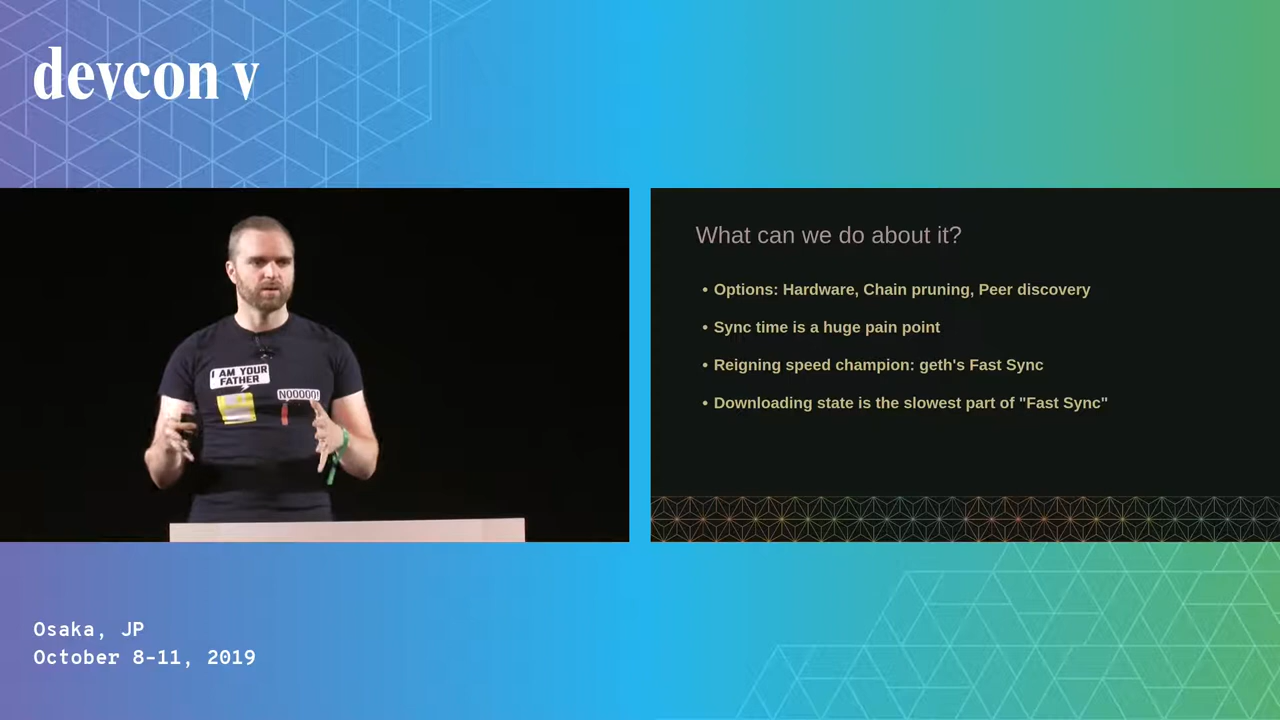 devcon v
I AM YOUR
FATHER
NOOOOO!
What can we do about it?
• Options: Hardware, Chain pruning, Peer discovery
• Sync time is a huge pain point
• Reigning speed champion: geth's Fast Sync
• Downloading state is the slowest part of "Fast Sync"
Osaka, JP
October 8-11, 2019